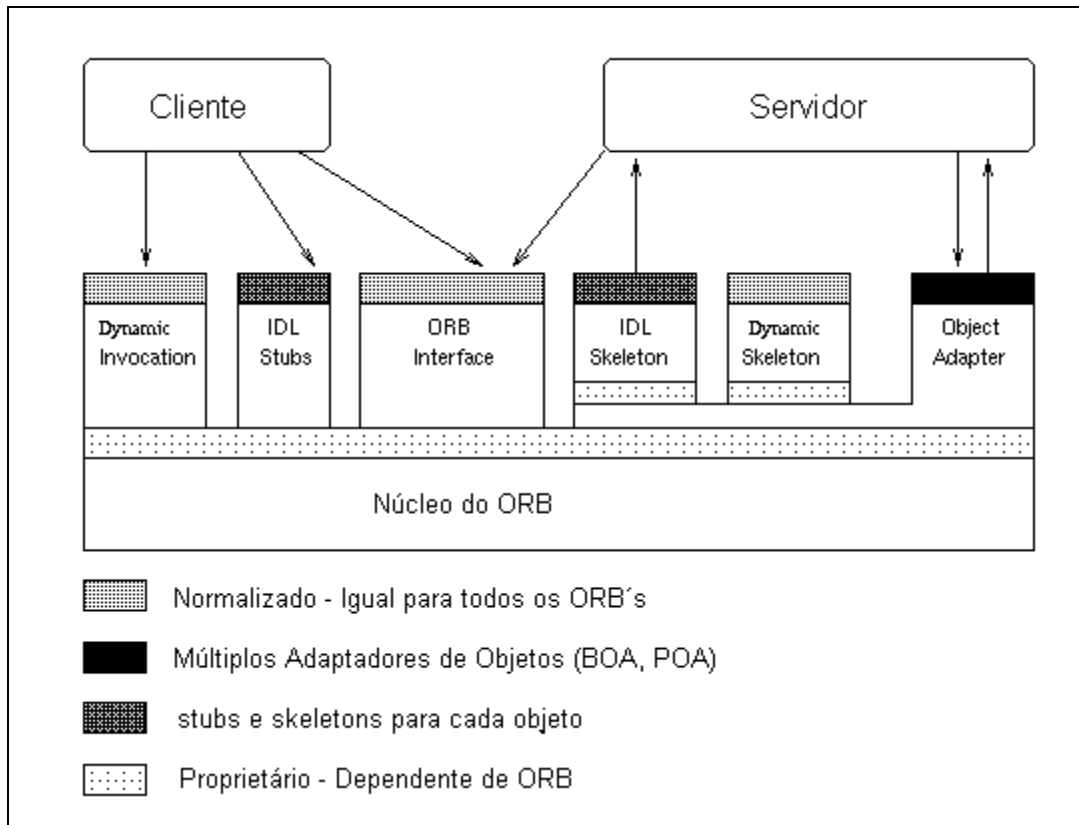 Cliente
Servidor
Dynamic
Invocation
IDL
Stubs
ORB
Interface
IDL
Skeleton
Dynamic
Skeleton
Object
Adapter
Núcleo do ORB
Normalizado - Igual para todos os ORB´s
Múltiplos Adaptadores de Objetos (BOA, POA)
stubs e skeletons para cada objeto
Proprietário - Dependente de ORB